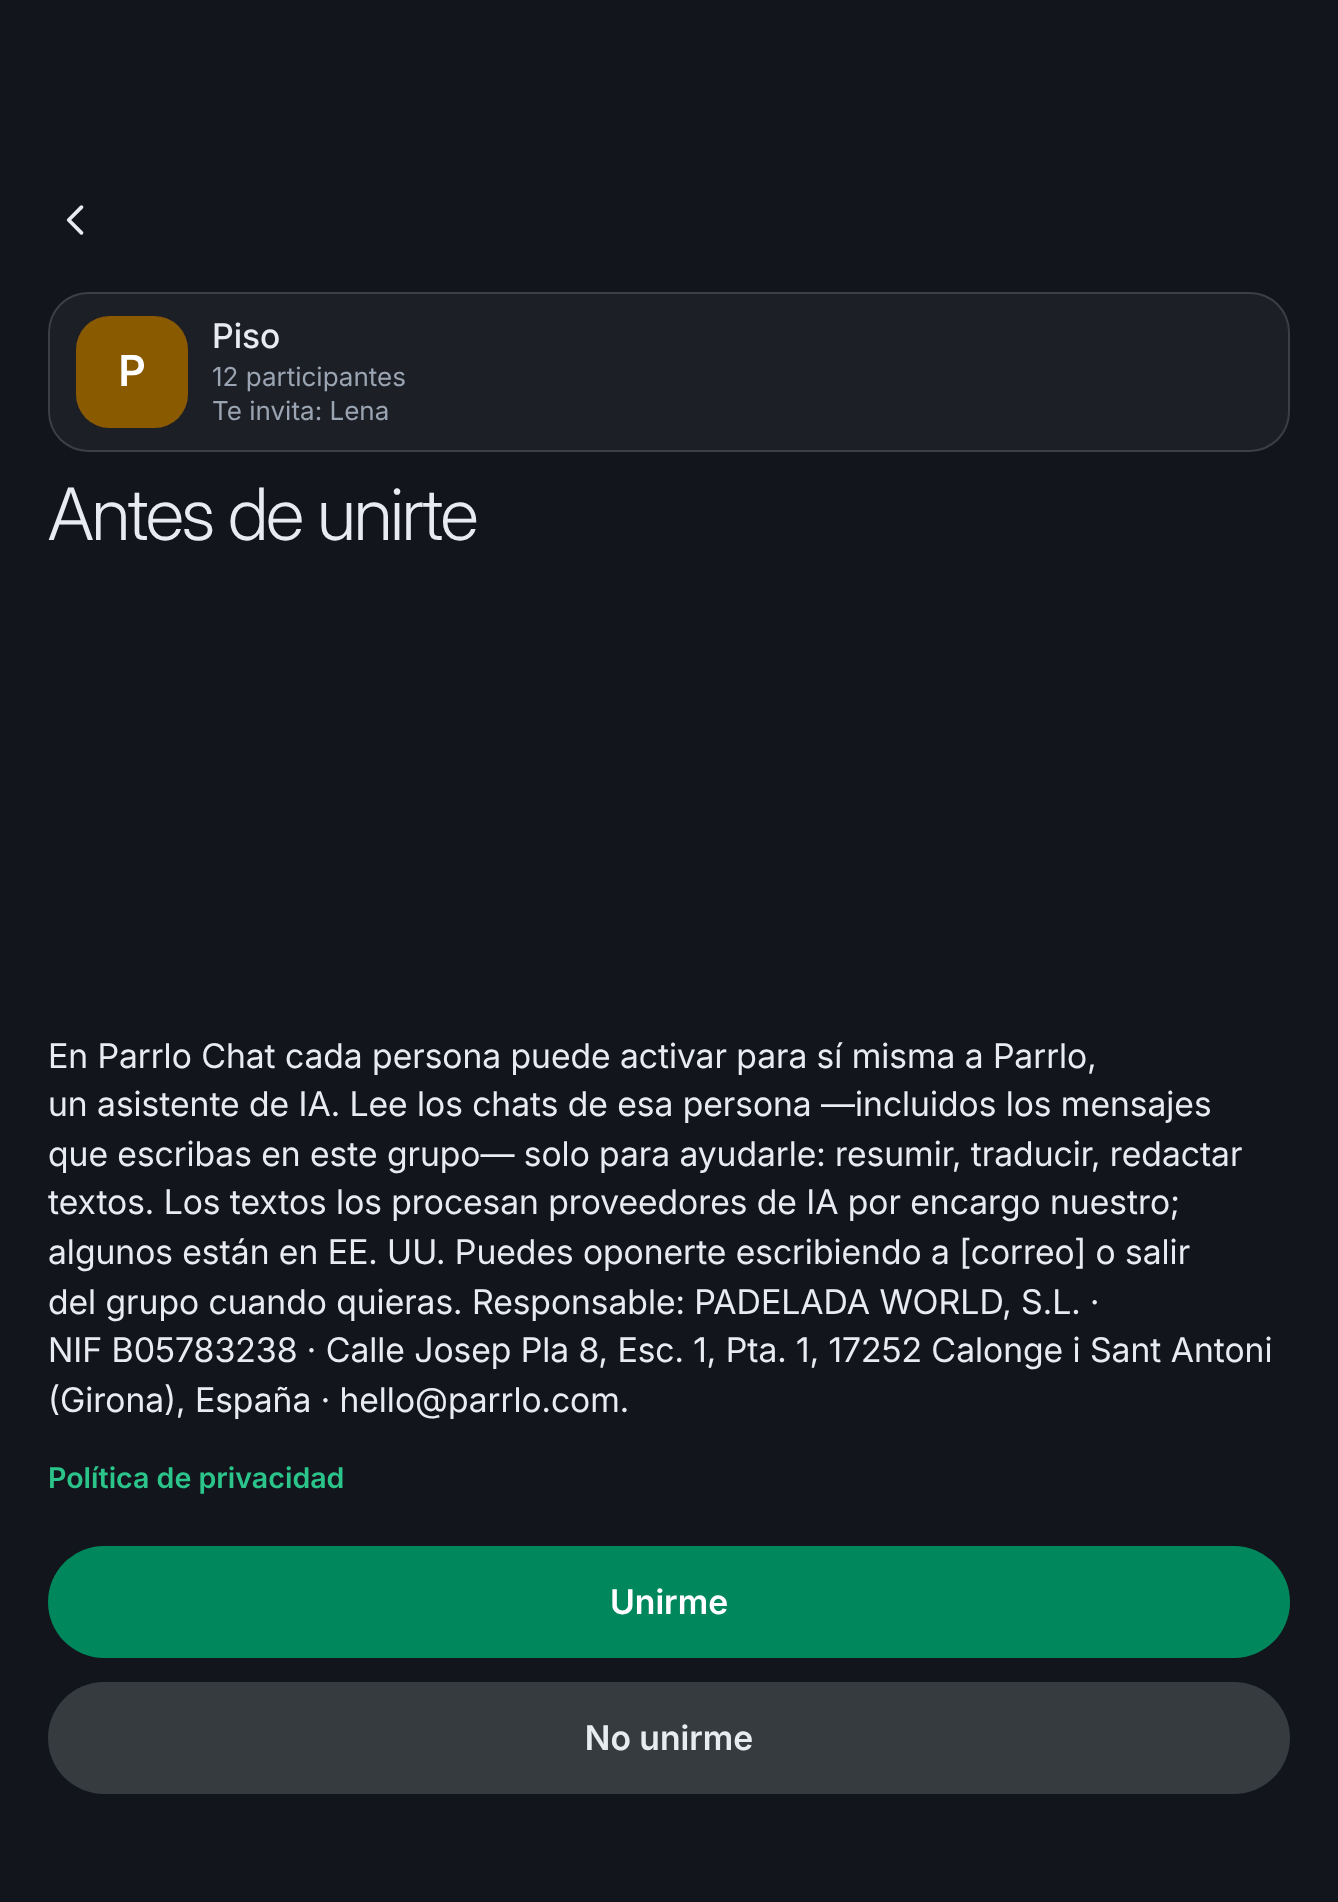 P
Piso
12 participantes
Te invita: Lena
Antes de unirte
En Parrlo Chat cada persona puede activar para sí misma a Parrlo,
un asistente de IA. Lee los chats de esa persona —incluidos los mensajes
que escribas en este grupo— solo para ayudarle: resumir, traducir, redactar
textos. Los textos los procesan proveedores de IA por encargo nuestro;
algunos están en EE. UU. Puedes oponerte escribiendo a [correo] o salir
del grupo cuando quieras. Responsable: PADELADA WORLD, S.L. ·
NIF B05783238 · Calle Josep Pla 8, Esc. 1, Pta. 1, 17252 Calonge i Sant Antoni
(Girona), España · hello@parrlo.com.
Política de privacidad
Unirme
No unirme